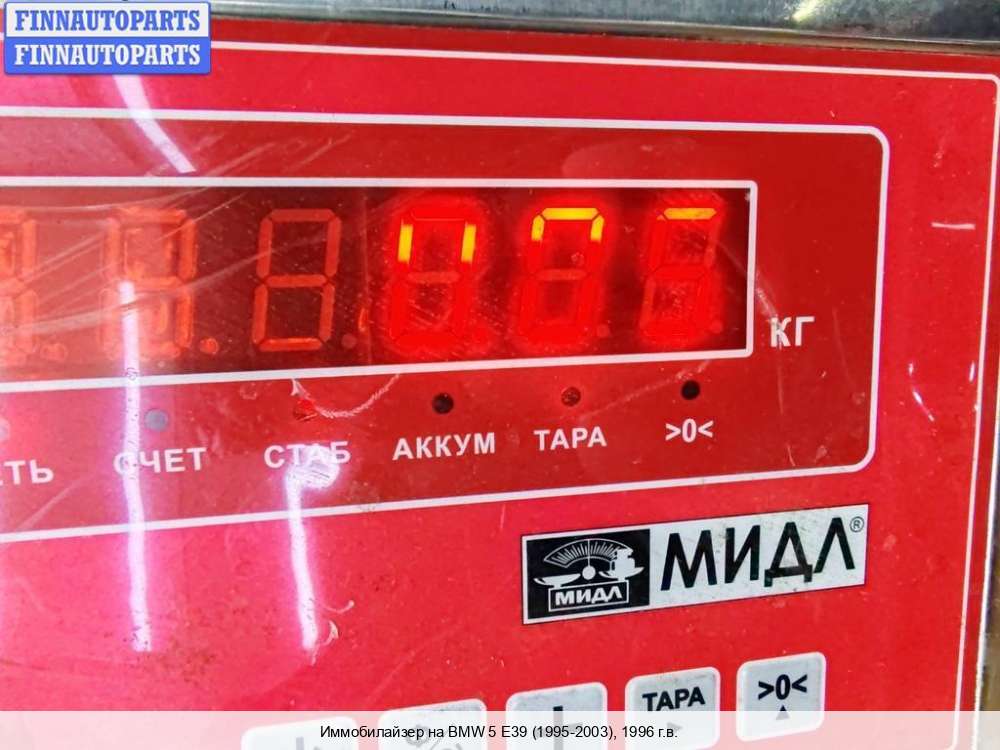 FINNAUTOPARTS
FINNAUTOPARTS
КГ
СЧЕТ СТАБ АККУМ ТАРА >0<
МИДЛ МИДЛ®
ТАРА >0<
Иммобилайзер на BMW 5 E39 (1995-2003), 1996 г.в.